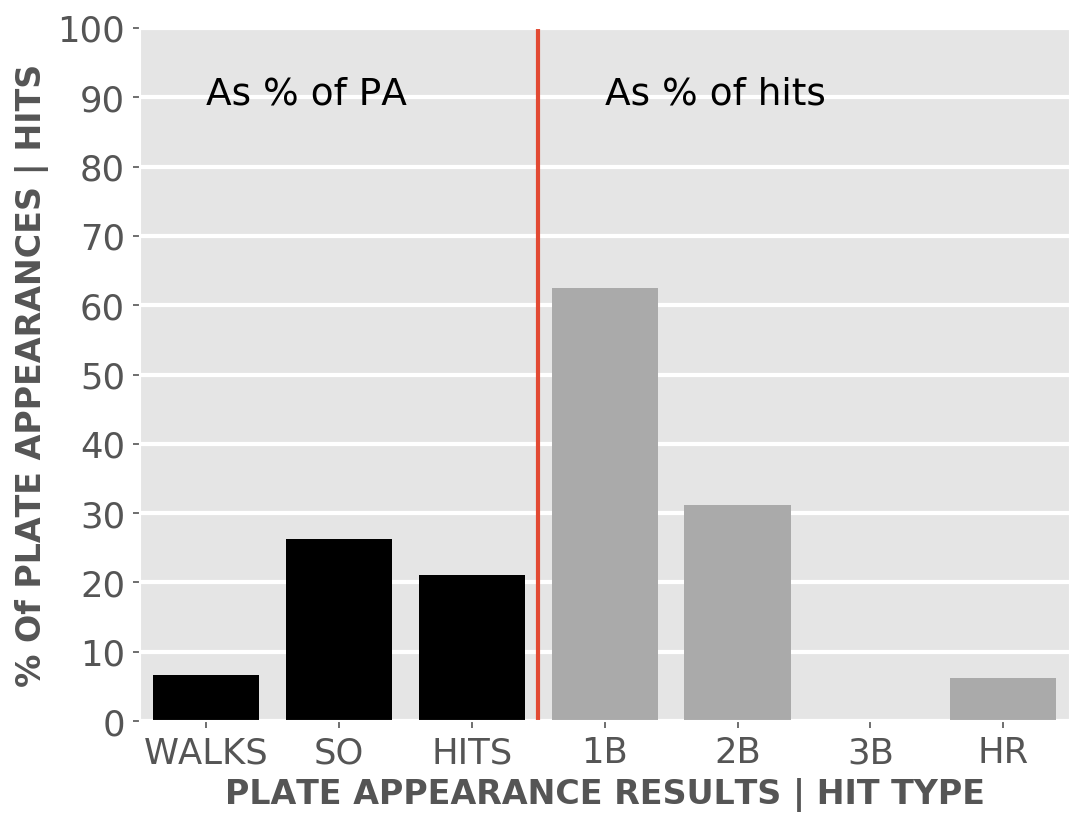 100
90
80
70
60
50
40
30
20
10
0
% Of PLATE APPEARANCES | HITS
As % of PA
As % of hits
WALKS SO HITS 1B 2B 3B HR
PLATE APPEARANCE RESULTS | HIT TYPE